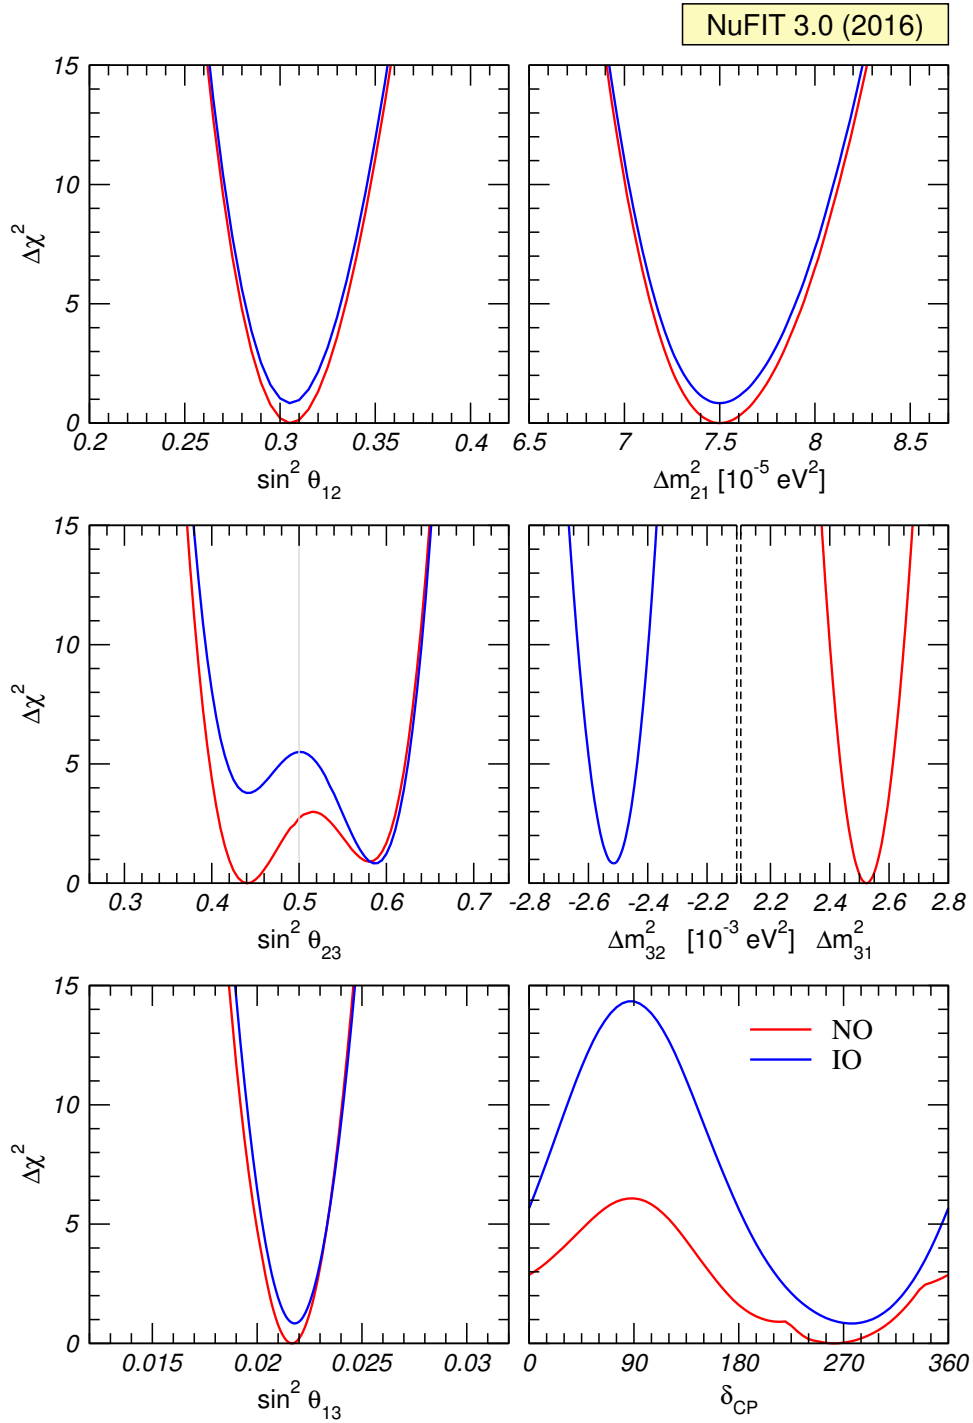 NuFIT 3.0 (2016)
15
10
5
0
Δχ²
0.2 0.25 0.3 0.35 0.4
sin² θ₁₂
6.5 7 7.5 8 8.5
Δm²₂₁ [10⁻⁵ eV²]
15
10
5
0
Δχ²
0.3 0.4 0.5 0.6 0.7
sin² θ₂₃
-2.8 -2.6 -2.4 -2.2 2.2 2.4 2.6 2.8
Δm²₃₂ [10⁻³ eV²] Δm²₃₁
15
10
5
0
Δχ²
0.015 0.02 0.025 0.03
sin² θ₁₃
NO
IO
0 90 180 270 360
δCP